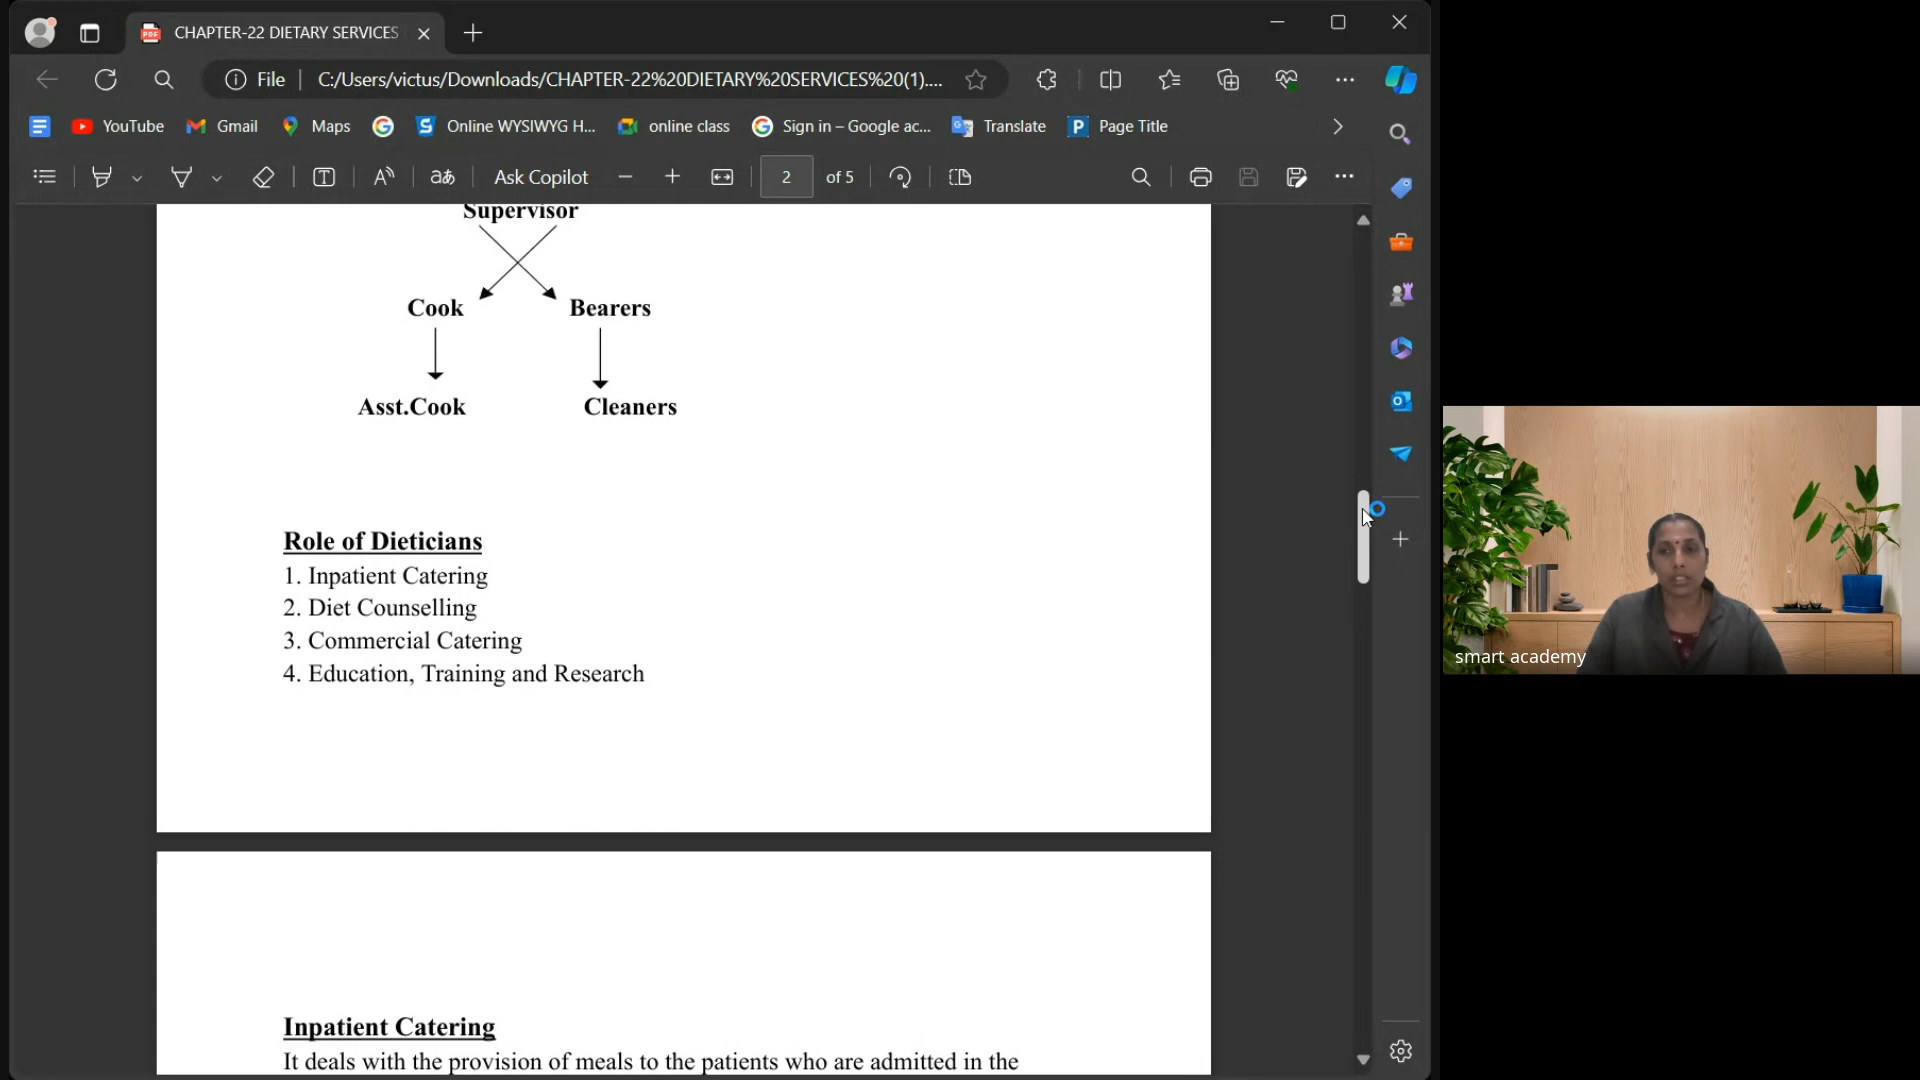 CHAPTER-22 DIETARY SERVICES
File
C:/Users/victus/Downloads/CHAPTER-22%20DIETARY%20SERVICES%20(1)....
YouTube
Gmail
Maps
Online WYSIWYG H...
online class
Sign in – Google ac...
Translate
Page Title
Ask Copilot
2
of 5
Supervisor
Cook
Bearers
Asst.Cook
Cleaners
Role of Dieticians
1. Inpatient Catering
2. Diet Counselling
3. Commercial Catering
4. Education, Training and Research
Inpatient Catering
It deals with the provision of meals to the patients who are admitted in the
smart academy